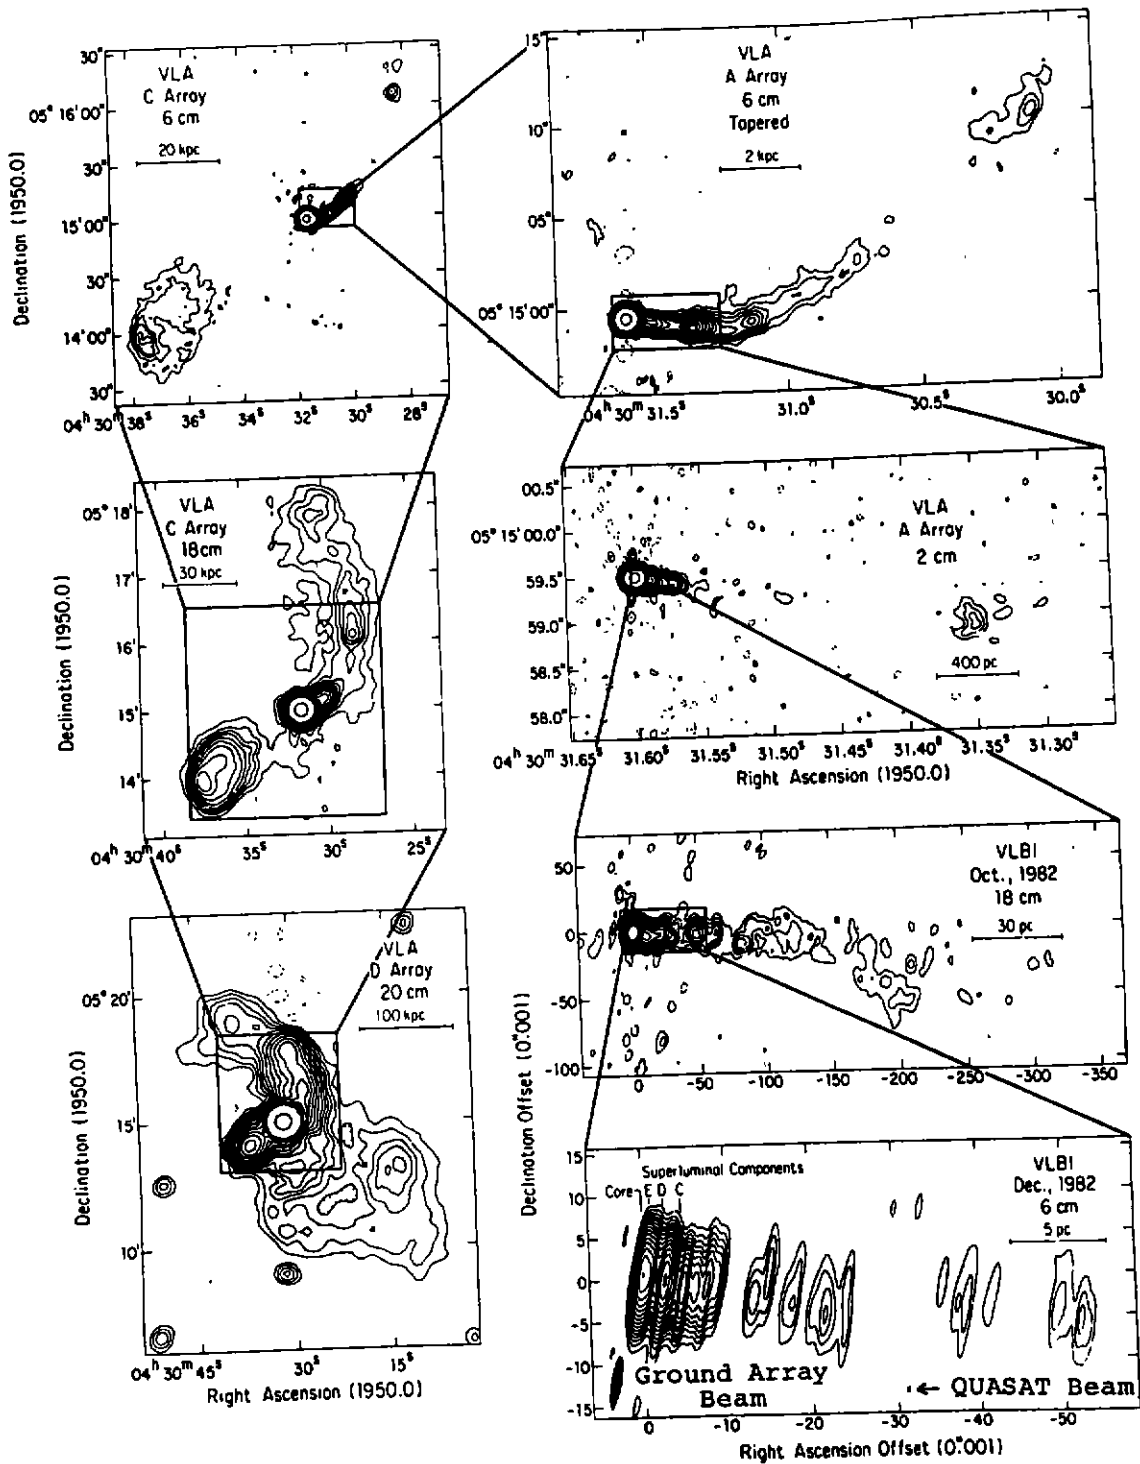 VLA
C Array
6 cm
20 kpc
30"
05° 16' 00"
30"
15' 00"
30"
14' 00"
30"
Declination (1950.0)
04ʰ 30ᵐ 38ˢ 36ˢ 34ˢ 32ˢ 30ˢ 28ˢ
VLA
A Array
6 cm
Tapered
2 kpc
15"
10"
05"
05° 15' 00"
04ʰ 30ᵐ 31.5ˢ 31.0ˢ 30.5ˢ 30.0ˢ
VLA
C Array
18cm
30 kpc
05° 18'
17'
16'
15'
14'
Declination (1950.0)
04ʰ 30ᵐ 40ˢ 35ˢ 30ˢ 25ˢ
VLA
A Array
2 cm
400 pc
00.5"
05° 15' 00.0"
59.5"
59.0"
58.5"
58.0"
04ʰ 30ᵐ 31.65ˢ 31.60ˢ 31.55ˢ 31.50ˢ 31.45ˢ 31.40ˢ 31.35ˢ 31.30ˢ
Right Ascension (1950.0)
VLBI
Oct., 1982
18 cm
30 pc
50
0
-50
-100
0 -50 -100 -150 -200 -250 -300 -350
VLA
D Array
20 cm
100 kpc
05° 20'
15'
10'
Declination (1950.0)
04ʰ 30ᵐ 45ˢ 30ˢ 15ˢ
Right Ascension (1950.0)
Declination Offset (0".001)
Superluminal Components
Core E D C
VLBI
Dec., 1982
6 cm
5 pc
15
10
5
0
-5
-10
-15
Ground Array
Beam
← QUASAT Beam
0 -10 -20 -30 -40 -50
Right Ascension Offset (0".001)